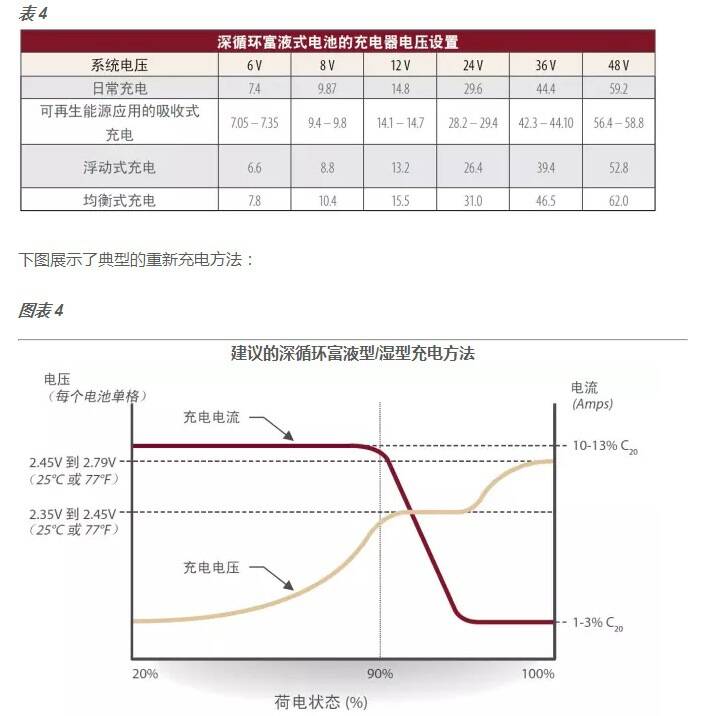 表 4
深循环富液式电池的充电器电压设置
系统电压 6 V 8 V 12 V 24 V 36 V 48 V
日常充电 7.4 9.87 14.8 29.6 44.4 59.2
可再生能源应用的吸收式
充电 7.05 – 7.35 9.4 – 9.8 14.1 – 14.7 28.2 – 29.4 42.3 – 44.10 56.4 – 58.8
浮动式充电 6.6 8.8 13.2 26.4 39.4 52.8
均衡式充电 7.8 10.4 15.5 31.0 46.5 62.0
下图展示了典型的重新充电方法：
图表 4
建议的深循环富液型/湿型充电方法
电压
（每个电池单格）
电流
(Amps)
充电电流
10-13% C20
2.45V 到 2.79V
（25°C 或 77°F）
2.35V 到 2.45V
（25°C 或 77°F）
充电电压
1-3% C20
20% 90% 100%
荷电状态 (%)